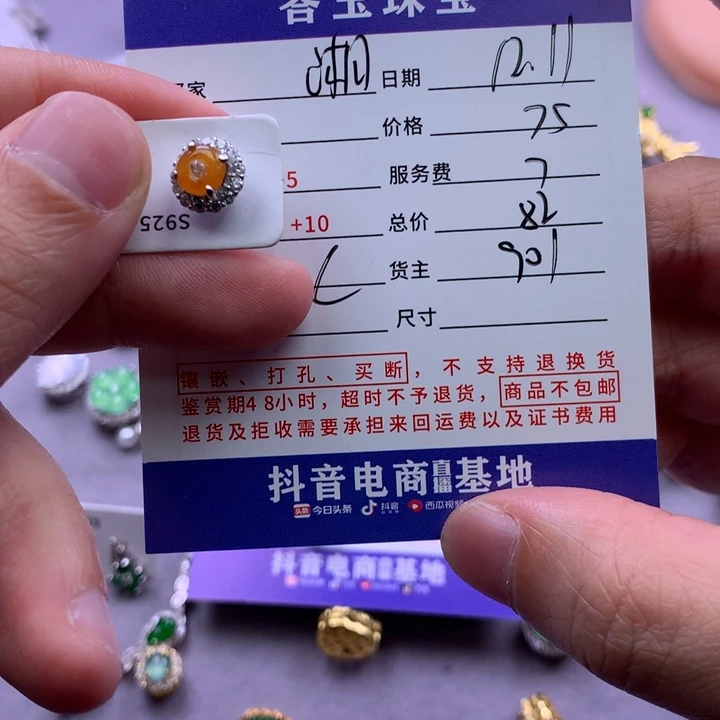 答玉珠宝
家 日期 12.11
价格 75
5 服务费 7
+10 总价 82
货主 901
尺寸
S925
镶嵌、打孔、买断，不支持退换货
鉴赏期48小时，超时不予退货，商品不包邮
退货及拒收需要承担来回运费以及证书费用
抖音电商直播基地
头条 今日头条 抖音 西瓜视频
抖音电商直播基地